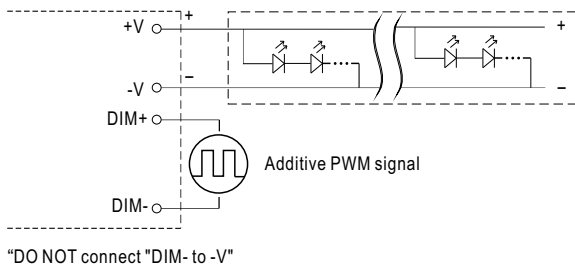 +V
+
+
-V
–
–
DIM+
Additive PWM signal
DIM-
“DO NOT connect "DIM- to -V"